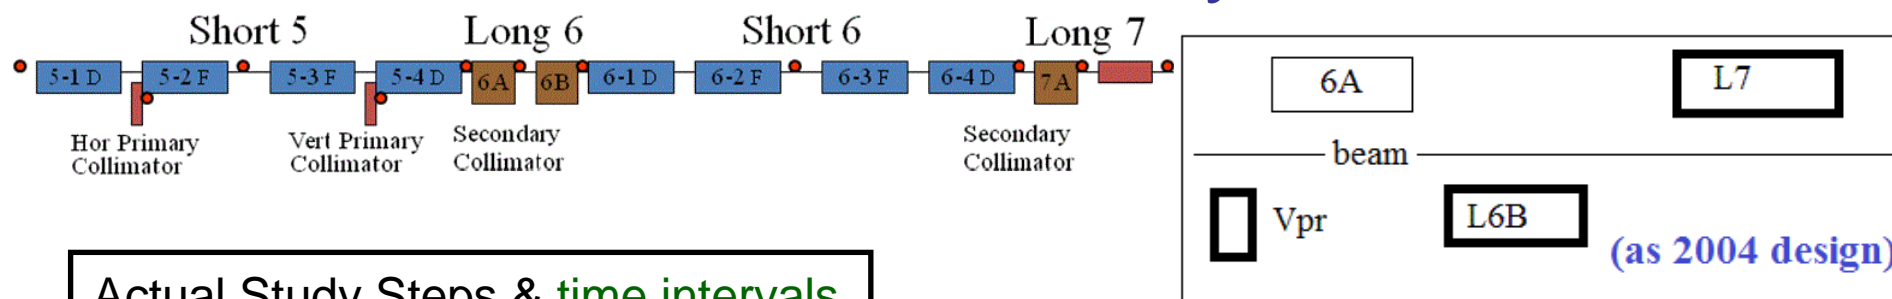 Short 5 Long 6 Short 6 Long 7
5-1 D 5-2 F 5-3 F 5-4 D 6A 6B 6-1 D 6-2 F 6-3 F 6-4 D 7A
Hor Primary
Collimator
Vert Primary
Collimator
Secondary
Collimator
Secondary
Collimator
6A L7
beam
Vpr L6B
(as 2004 design)
Actual Study Steps & time intervals